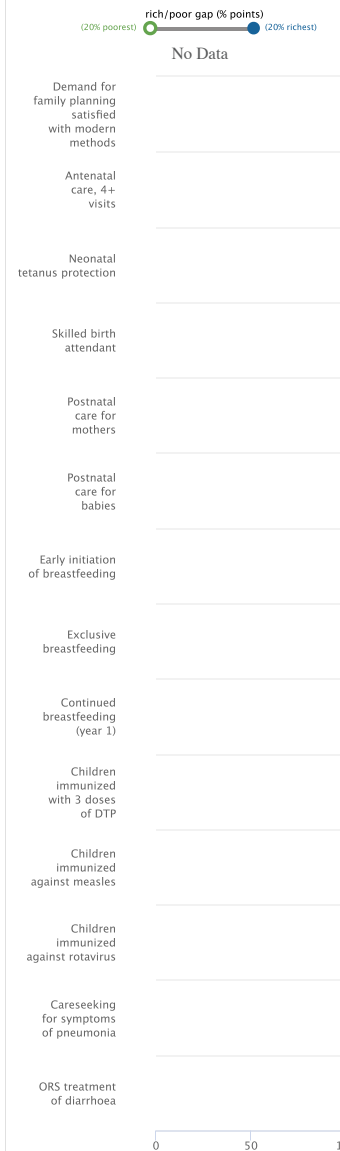 rich/poor gap (% points)
(20% poorest) (20% richest)
No Data
Demand for
family planning
satisfied
with modern
methods
Antenatal
care, 4+
visits
Neonatal
tetanus protection
Skilled birth
attendant
Postnatal
care for
mothers
Postnatal
care for
babies
Early initiation
of breastfeeding
Exclusive
breastfeeding
Continued
breastfeeding
(year 1)
Children
immunized
with 3 doses
of DTP
Children
immunized
against measles
Children
immunized
against rotavirus
Careseeking
for symptoms
of pneumonia
ORS treatment
of diarrhoea
0 50